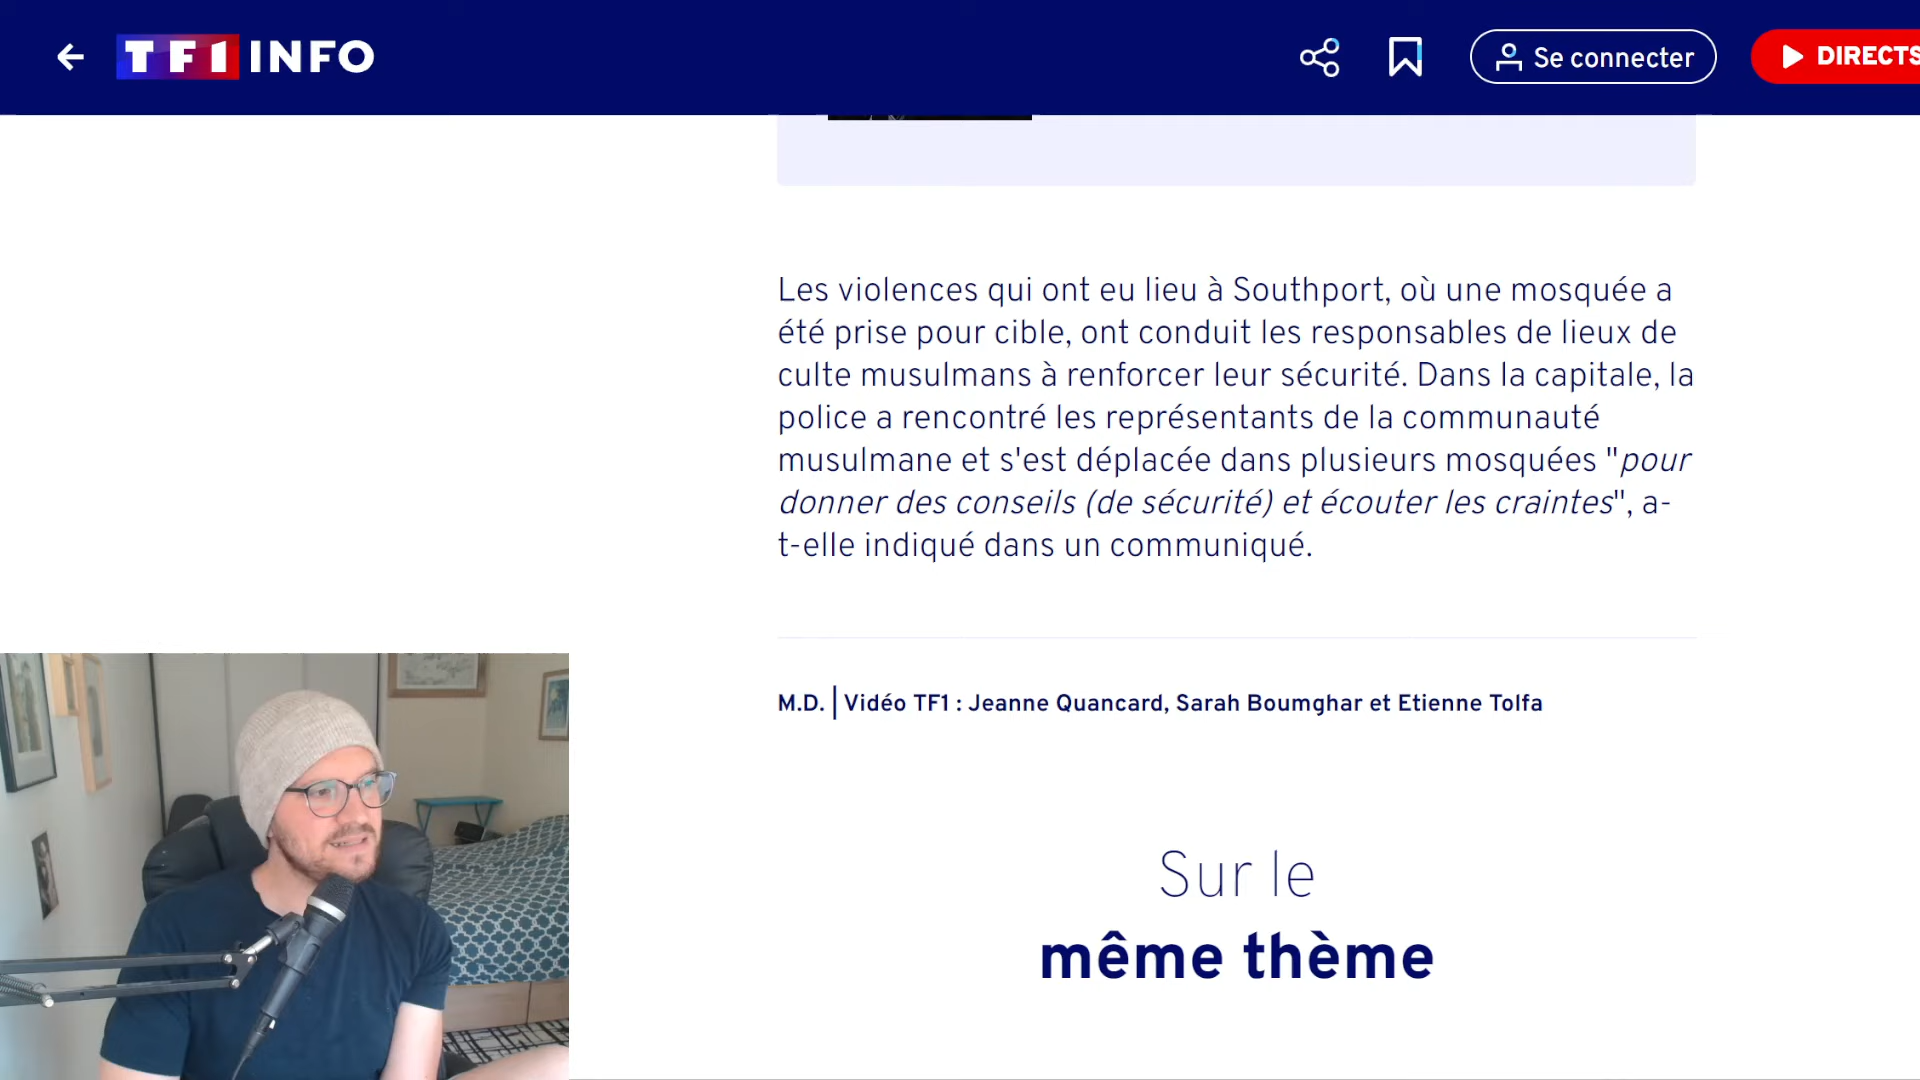 TF1 INFO
Se connecter
DIRECTS
Les violences qui ont eu lieu à Southport, où une mosquée a
été prise pour cible, ont conduit les responsables de lieux de
culte musulmans à renforcer leur sécurité. Dans la capitale, la
police a rencontré les représentants de la communauté
musulmane et s'est déplacée dans plusieurs mosquées "pour
donner des conseils (de sécurité) et écouter les craintes", a-
t-elle indiqué dans un communiqué.
M.D. | Vidéo TF1 : Jeanne Quancard, Sarah Boumghar et Etienne Tolfa
Sur le
même thème